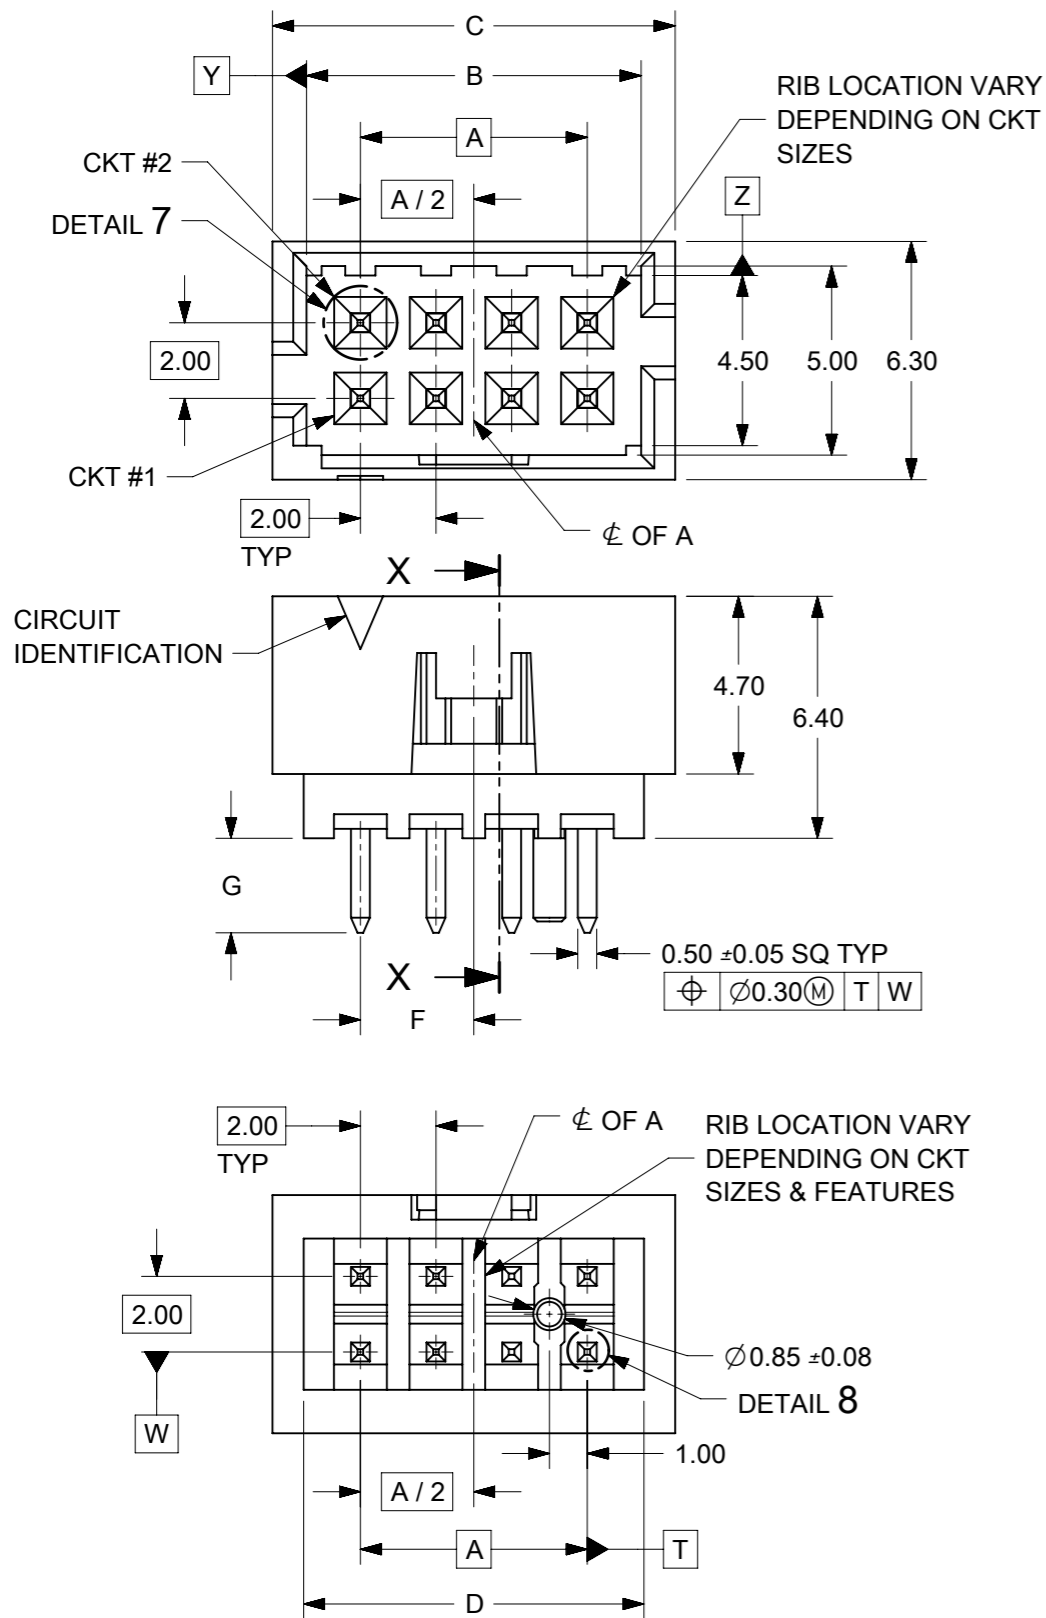 C
Y
B
RIB LOCATION VARY
DEPENDING ON CKT
SIZES
A
CKT #2
A / 2
Z
DETAIL 7
2.00
4.50
5.00
6.30
CKT #1
2.00
TYP
℄ OF A
X
CIRCUIT
IDENTIFICATION
4.70
6.40
G
0.50 ±0.05 SQ TYP
⌖ ∅0.30Ⓜ T W
X
F
2.00
TYP
℄ OF A
RIB LOCATION VARY
DEPENDING ON CKT
SIZES & FEATURES
2.00
∅0.85 ±0.08
DETAIL 8
W
1.00
A / 2
A
T
D